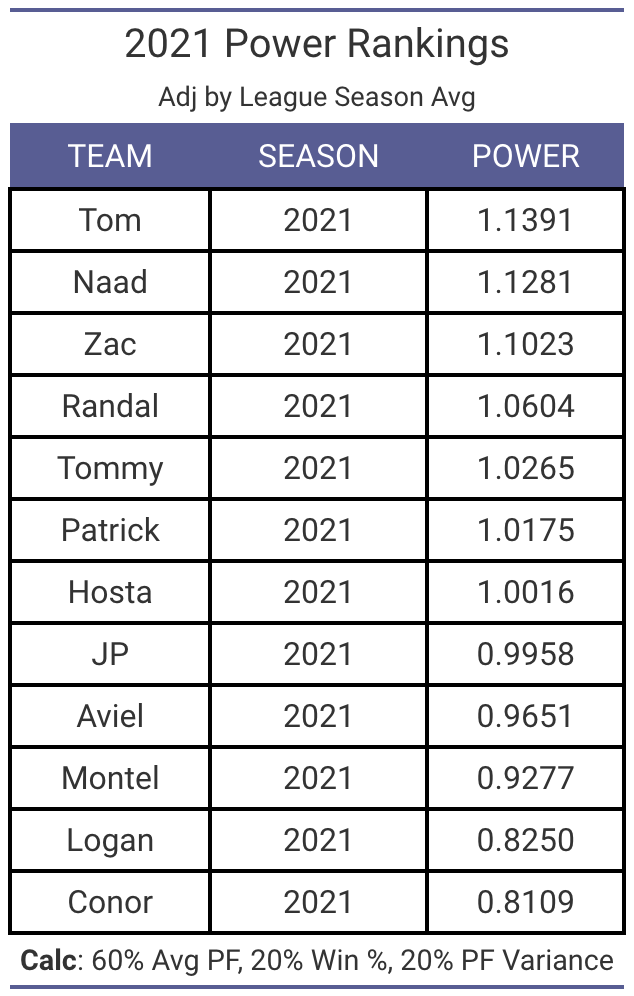 2021 Power Rankings
Adj by League Season Avg
TEAM SEASON POWER
Tom 2021 1.1391
Naad 2021 1.1281
Zac 2021 1.1023
Randal 2021 1.0604
Tommy 2021 1.0265
Patrick 2021 1.0175
Hosta 2021 1.0016
JP 2021 0.9958
Aviel 2021 0.9651
Montel 2021 0.9277
Logan 2021 0.8250
Conor 2021 0.8109
Calc: 60% Avg PF, 20% Win %, 20% PF Variance